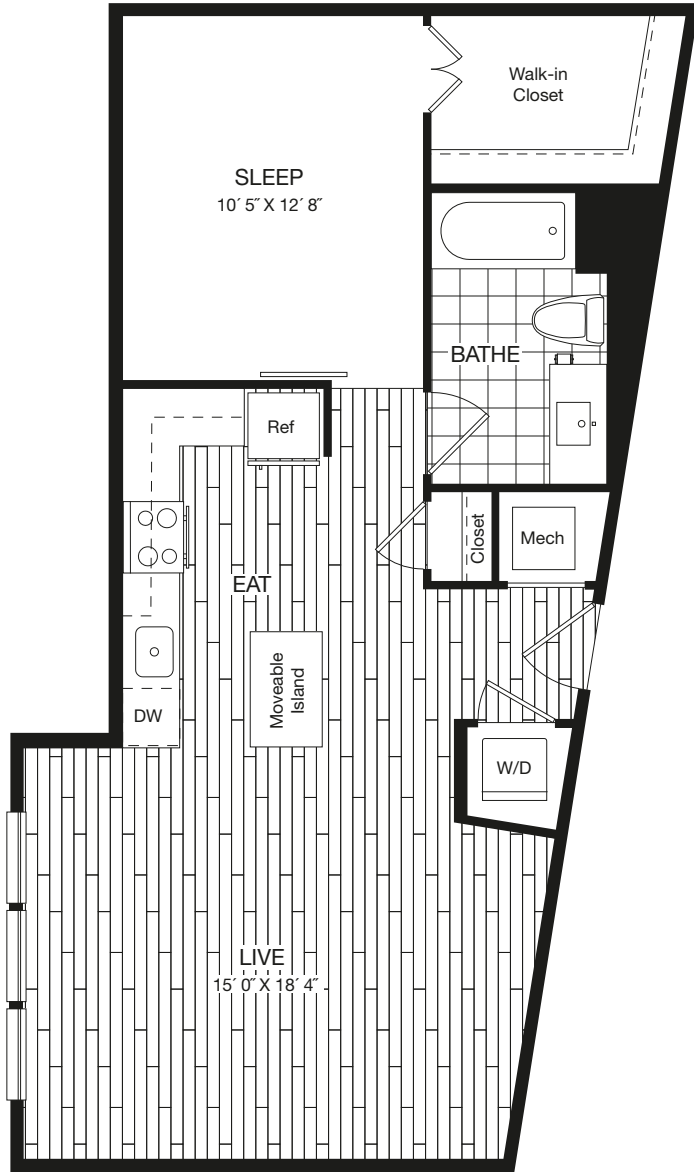 Walk-in
Closet
SLEEP
10´ 5˝ X 12´ 8˝
BATHE
Ref
Closet
Mech
EAT
Moveable
Island
DW
W/D
LIVE
15´ 0˝ X 18´ 4˝